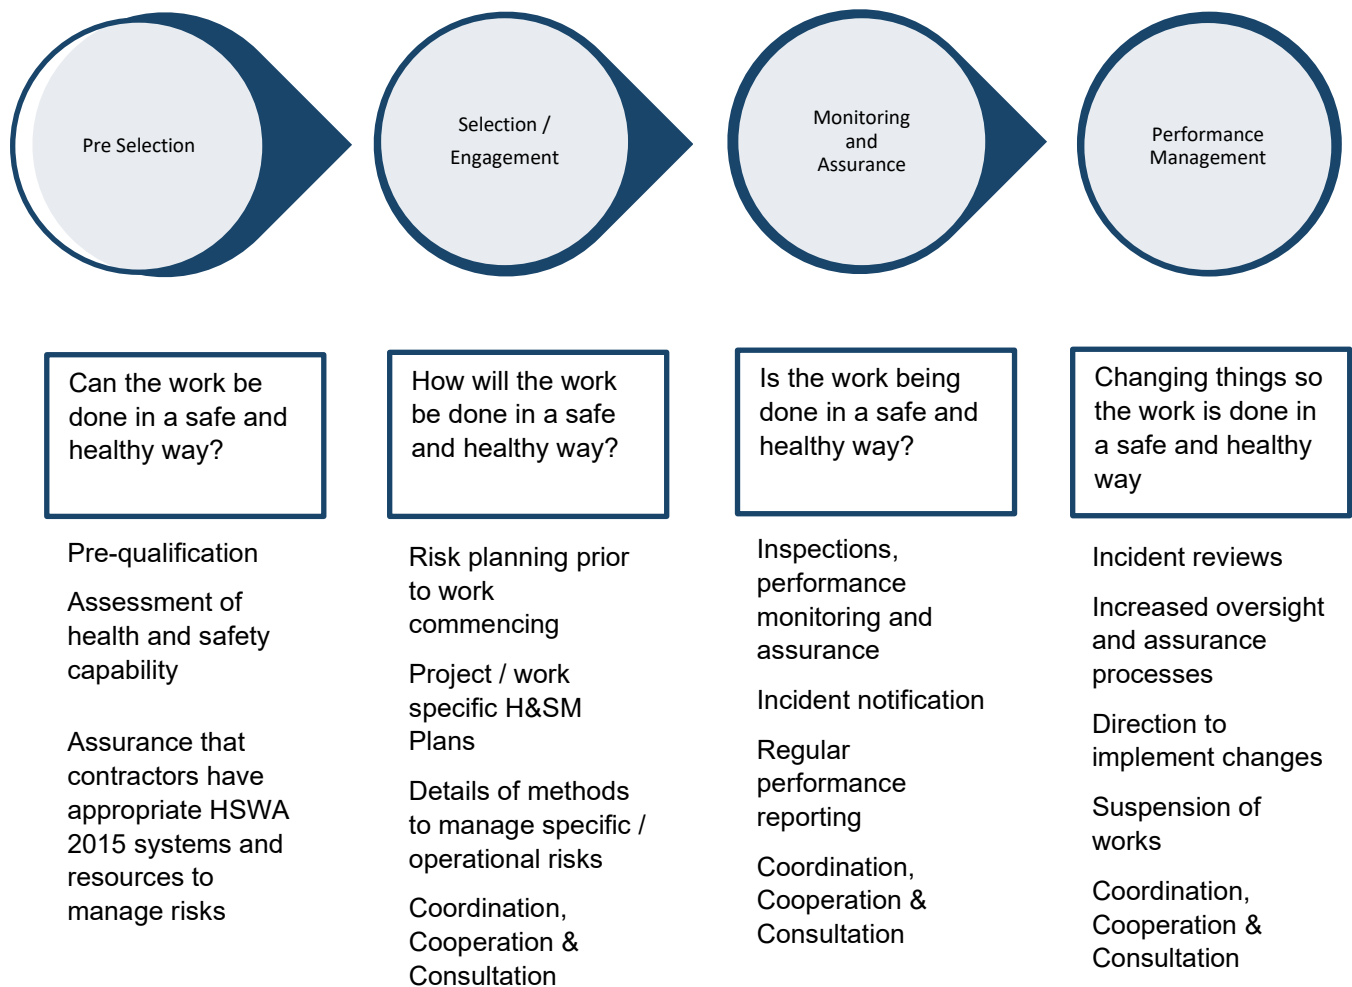 Pre Selection
Selection /
Engagement
Monitoring
and
Assurance
Performance
Management
Can the work be
done in a safe and
healthy way?
How will the work
be done in a safe
and healthy way?
Is the work being
done in a safe and
healthy way?
Changing things so
the work is done in
a safe and healthy
way
Pre-qualification
Assessment of
health and safety
capability
Assurance that
contractors have
appropriate HSWA
2015 systems and
resources to
manage risks
Risk planning prior
to work
commencing
Project / work
specific H&SM
Plans
Details of methods
to manage specific /
operational risks
Coordination,
Cooperation &
Consultation
Inspections,
performance
monitoring and
assurance
Incident notification
Regular
performance
reporting
Coordination,
Cooperation &
Consultation
Incident reviews
Increased oversight
and assurance
processes
Direction to
implement changes
Suspension of
works
Coordination,
Cooperation &
Consultation